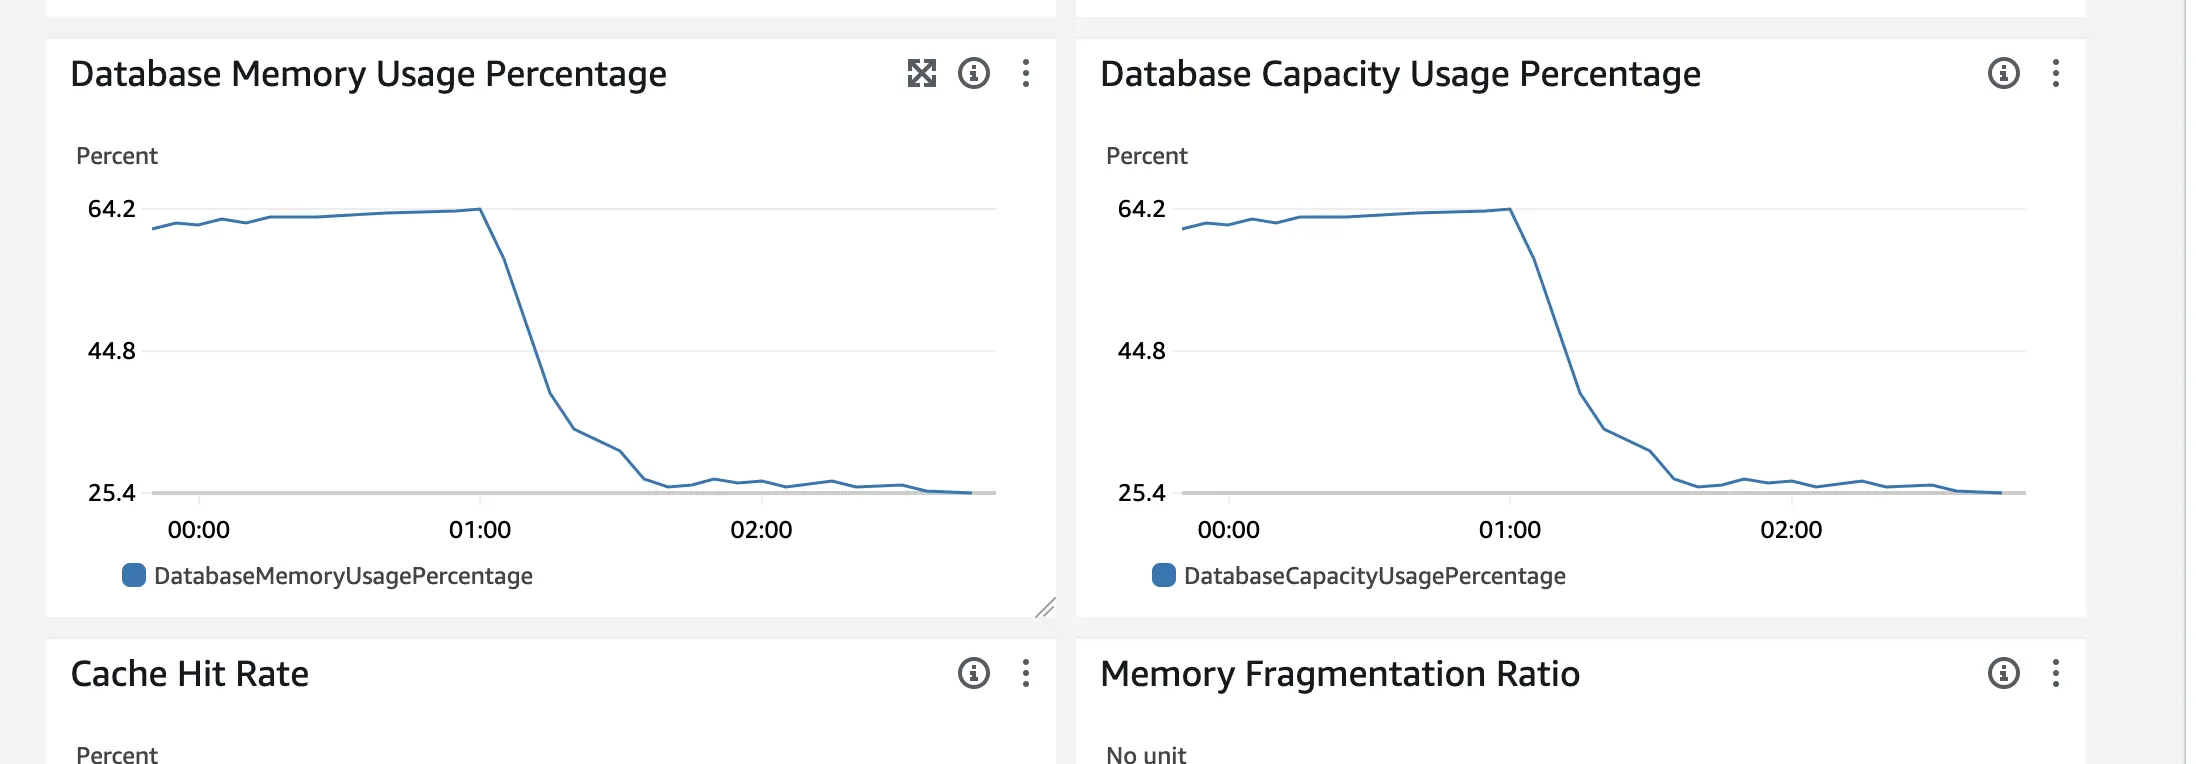 Database Memory Usage Percentage
Percent
64.2
44.8
25.4
00:00 01:00 02:00
DatabaseMemoryUsagePercentage
Database Capacity Usage Percentage
Percent
64.2
44.8
25.4
00:00 01:00 02:00
DatabaseCapacityUsagePercentage
Cache Hit Rate
Percent
Memory Fragmentation Ratio
No unit